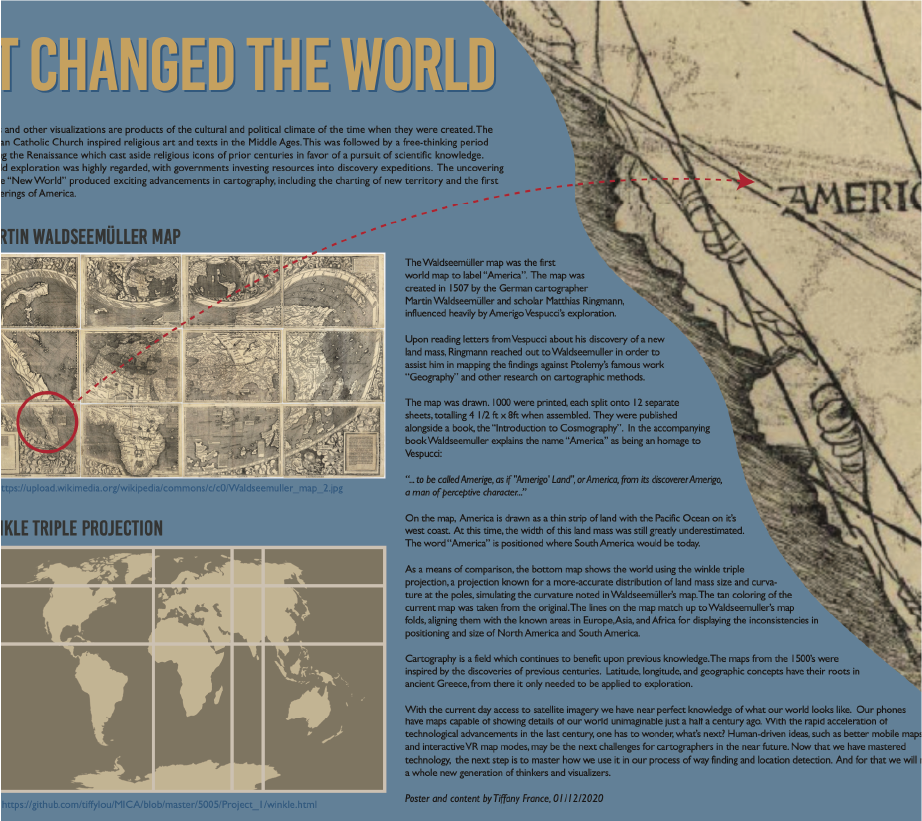 T CHANGED THE WORLD
and other visualizations are products of the cultural and political climate of the time when they were created. The
an Catholic Church inspired religious art and texts in the Middle Ages. This was followed by a free-thinking period
g the Renaissance which cast aside religious icons of prior centuries in favor of a pursuit of scientific knowledge.
d exploration was highly regarded, with governments investing resources into discovery expeditions. The uncovering
e "New World" produced exciting advancements in cartography, including the charting of new territory and the first
erings of America.
AMERIC
RTIN WALDSEEMÜLLER MAP
ttps://upload.wikimedia.org/wikipedia/commons/c/c0/Waldseemuller_map_2.jpg
NKLE TRIPLE PROJECTION
https://github.com/tiffylou/MICA/blob/master/5005/Project_1/winkle.html
The Waldseemüller map was the first
world map to label "America". The map was
created in 1507 by the German cartographer
Martin Waldseemüller and scholar Matthias Ringmann,
influenced heavily by Amerigo Vespucci's exploration.
Upon reading letters from Vespucci about his discovery of a new
land mass, Ringmann reached out to Waldseemuller in order to
assist him in mapping the findings against Ptolemy's famous work
"Geography" and other research on cartographic methods.
The map was drawn. 1000 were printed, each split onto 12 separate
sheets, totalling 4 1/2 ft x 8ft when assembled. They were published
alongside a book, the "Introduction to Cosmography". In the accompanying
book Waldseemuller explains the name "America" as being an homage to
Vespucci:
"... to be called Amerige, as if "Amerigo' Land", or America, from its discoverer Amerigo,
a man of perceptive character..."
On the map, America is drawn as a thin strip of land with the Pacific Ocean on it's
west coast. At this time, the width of this land mass was still greatly understimated.
The word "America" is positioned where South America would be today.
As a means of comparison, the bottom map shows the world using the winkle triple
projection, a projection known for a more-accurate distribution of land mass size and curva-
ture at the poles, simulating the curvature noted in Waldseemüller's map. The tan coloring of the
current map was taken from the original. The lines on the map match up to Waldseemuller's map
folds, aligning them with the known areas in Europe, Asia, and Africa for displaying the inconsistencies in
positioning and size of North America and South America.
Cartography is a field which continues to benefit upon previous knowledge. The maps from the 1500's were
inspired by the discoveries of previous centuries. Latitude, longitude, and geographic concepts have their roots in
ancient Greece, from there it only needed to be applied to exploration.
With the current day access to satellite imagery we have near perfect knowledge of what our world looks like. Our phones
have maps capable of showing details of our world unimaginable just a half a century ago. With the rapid acceleration of
technological advancements in the last century, one has to wonder, what's next? Human-driven ideas, such as better mobile maps
and interactive VR map modes, may be the next challenges for cartographers in the near future. Now that we have mastered
technology, the next step is to master how we use it in our process of way finding and location detection. And for that we will
a whole new generation of thinkers and visualizers.
Poster and content by Tiffany France, 01/12/2020